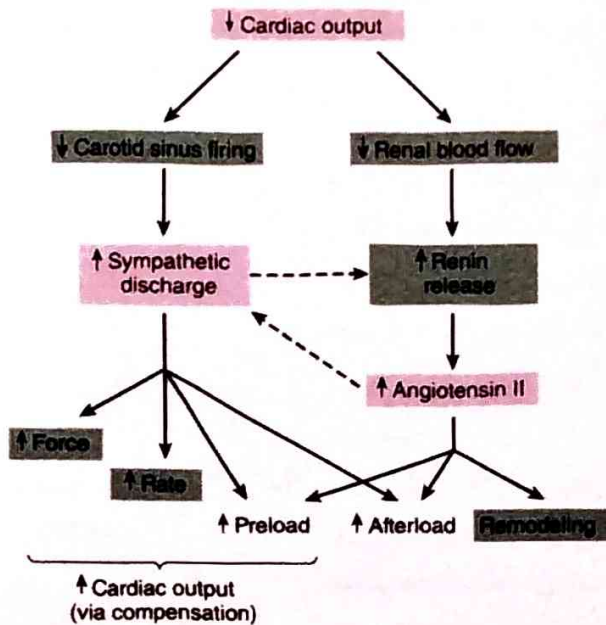 ↓ Cardiac output
↓ Carotid sinus firing
↓ Renal blood flow
↑ Sympathetic
discharge
↑ Renin
release
↑ Angiotensin II
↑ Force
↑ Rate
↑ Preload
↑ Afterload
Remodeling
↑ Cardiac output
(via compensation)